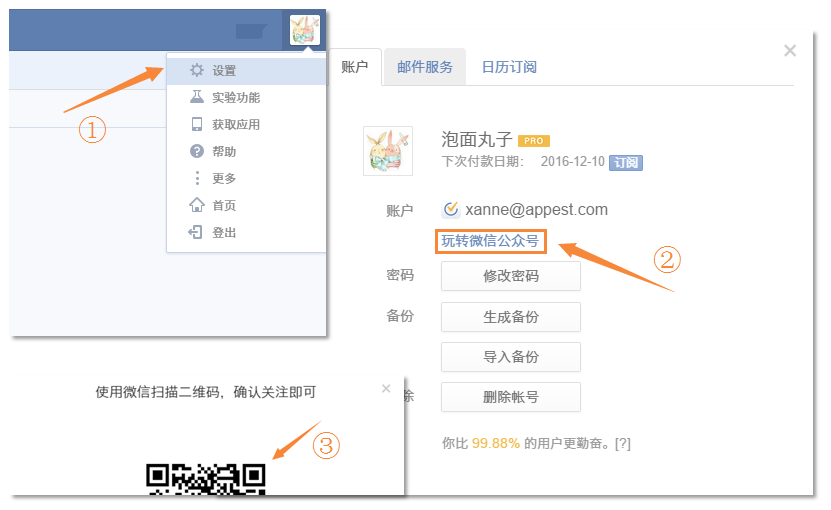 ①
设置
实验功能
获取应用
帮助
更多
首页
登出
账户 邮件服务 日历订阅
泡面丸子 PRO
下次付款日期: 2016-12-10 订阅
账户 xanne@appest.com
玩转微信公众号
②
密码 修改密码
备份 生成备份
导入备份
除 删除帐号
你比 99.88% 的用户更勤奋。[?]
使用微信扫描二维码，确认关注即可
③